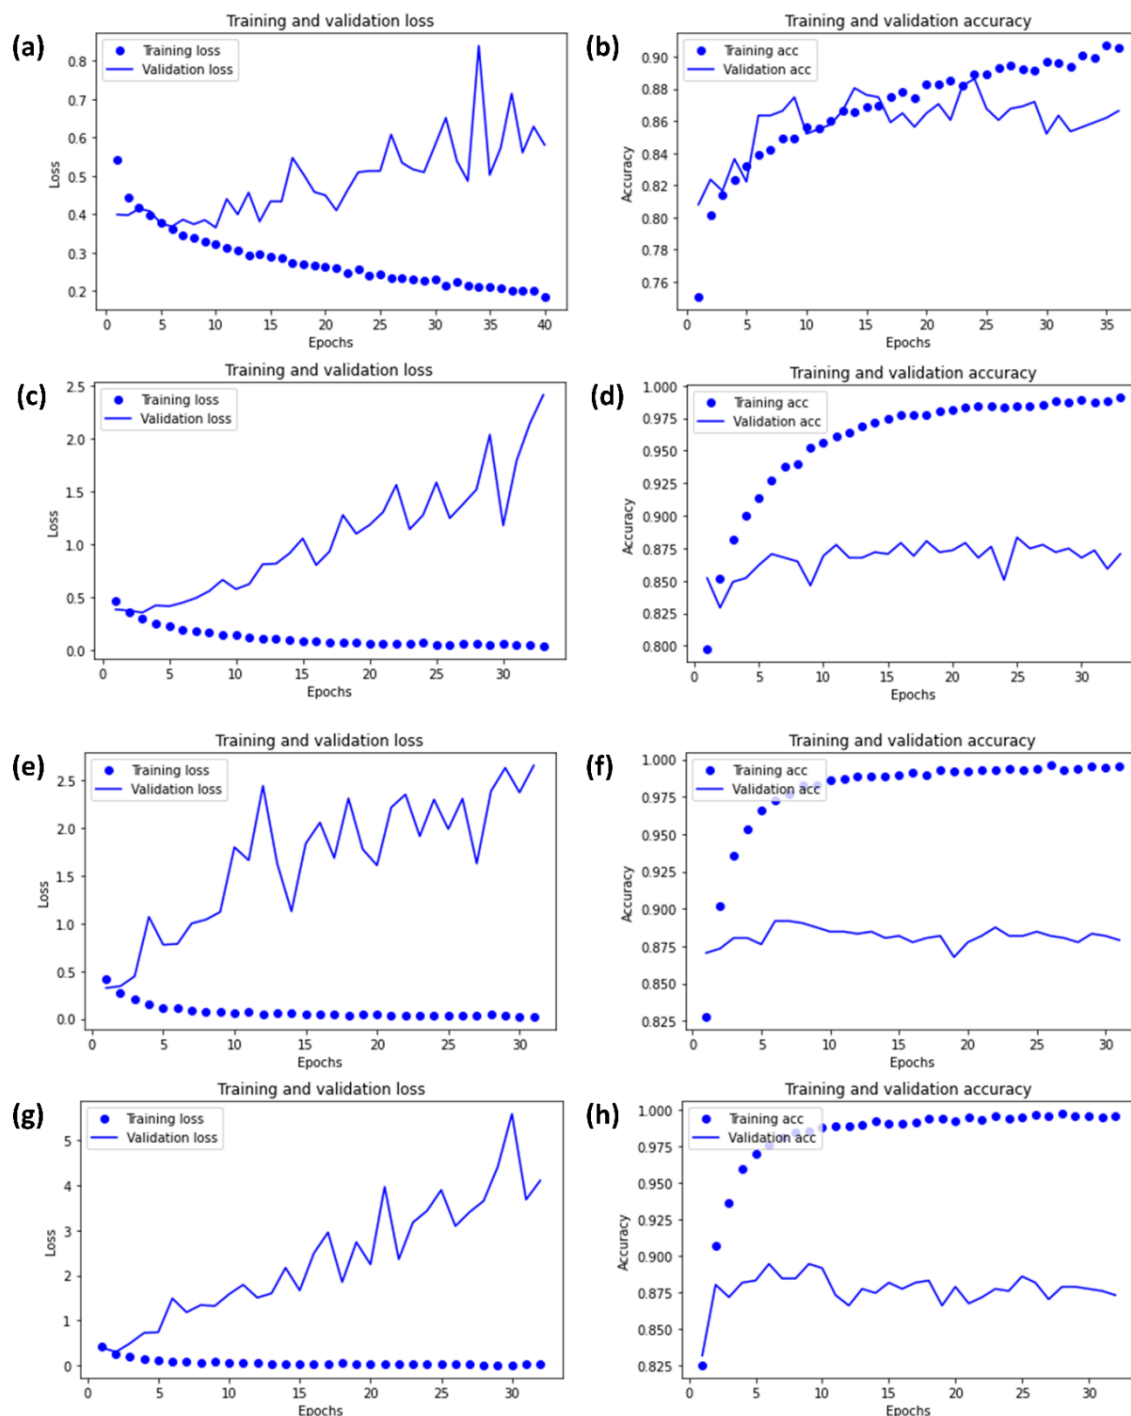 (a)
Training and validation loss
Training loss
Validation loss
Loss
0.8
0.7
0.6
0.5
0.4
0.3
0.2
0 5 10 15 20 25 30 35 40
Epochs
(b)
Training and validation accuracy
Training acc
Validation acc
Accuracy
0.90
0.88
0.86
0.84
0.82
0.80
0.78
0.76
0 5 10 15 20 25 30 35
Epochs
(c)
Training and validation loss
Training loss
Validation loss
Loss
2.5
2.0
1.5
1.0
0.5
0.0
0 5 10 15 20 25 30
Epochs
(d)
Training and validation accuracy
Training acc
Validation acc
Accuracy
1.000
0.975
0.950
0.925
0.900
0.875
0.850
0.825
0.800
0 5 10 15 20 25 30
Epochs
(e)
Training and validation loss
Training loss
Validation loss
Loss
2.5
2.0
1.5
1.0
0.5
0.0
0 5 10 15 20 25 30
Epochs
(f)
Training and validation accuracy
Training acc
Validation acc
Accuracy
1.000
0.975
0.950
0.925
0.900
0.875
0.850
0.825
0 5 10 15 20 25 30
Epochs
(g)
Training and validation loss
Training loss
Validation loss
Loss
5
4
3
2
1
0
0 5 10 15 20 25 30
Epochs
(h)
Training and validation accuracy
Training acc
Validation acc
Accuracy
1.000
0.975
0.950
0.925
0.900
0.875
0.850
0.825
0 5 10 15 20 25 30
Epochs